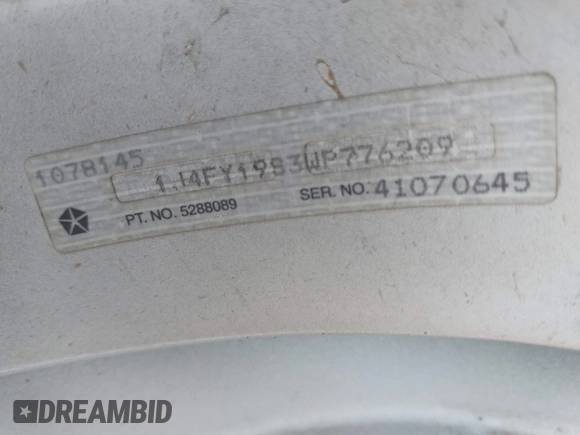 1078145
1J4FY19S3WP776209
PT. NO. 5288089 SER. NO. 41070645
DREAMBID